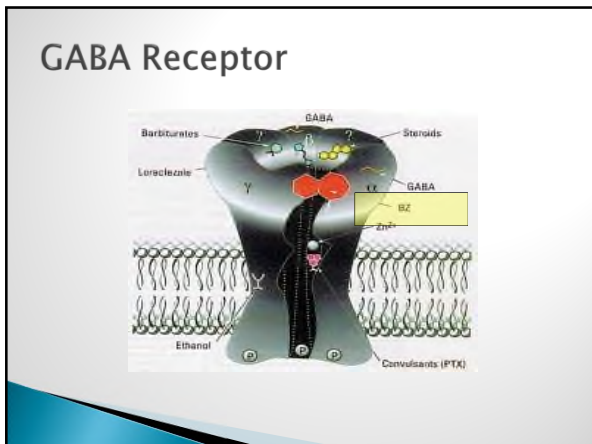 GABA Receptor
GABA
Barbiturates
?
?
Steroids
Loreclezole
γ
α
GABA
BZ
Zn2+
Ethanol
P
P
P
Convulsants (PTX)